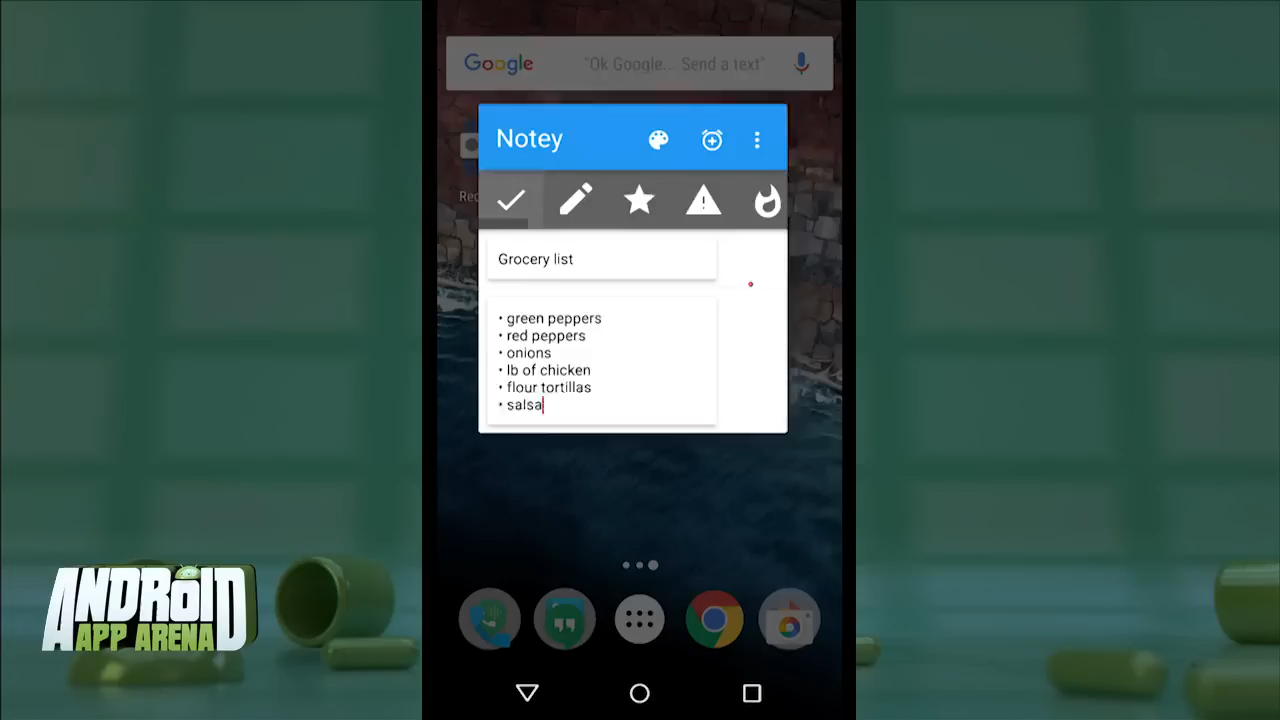 Google "Ok Google... Send a text"
Notey
Grocery list
• green peppers
• red peppers
• onions
• lb of chicken
• flour tortillas
• salsa
ANDROID
APP ARENA